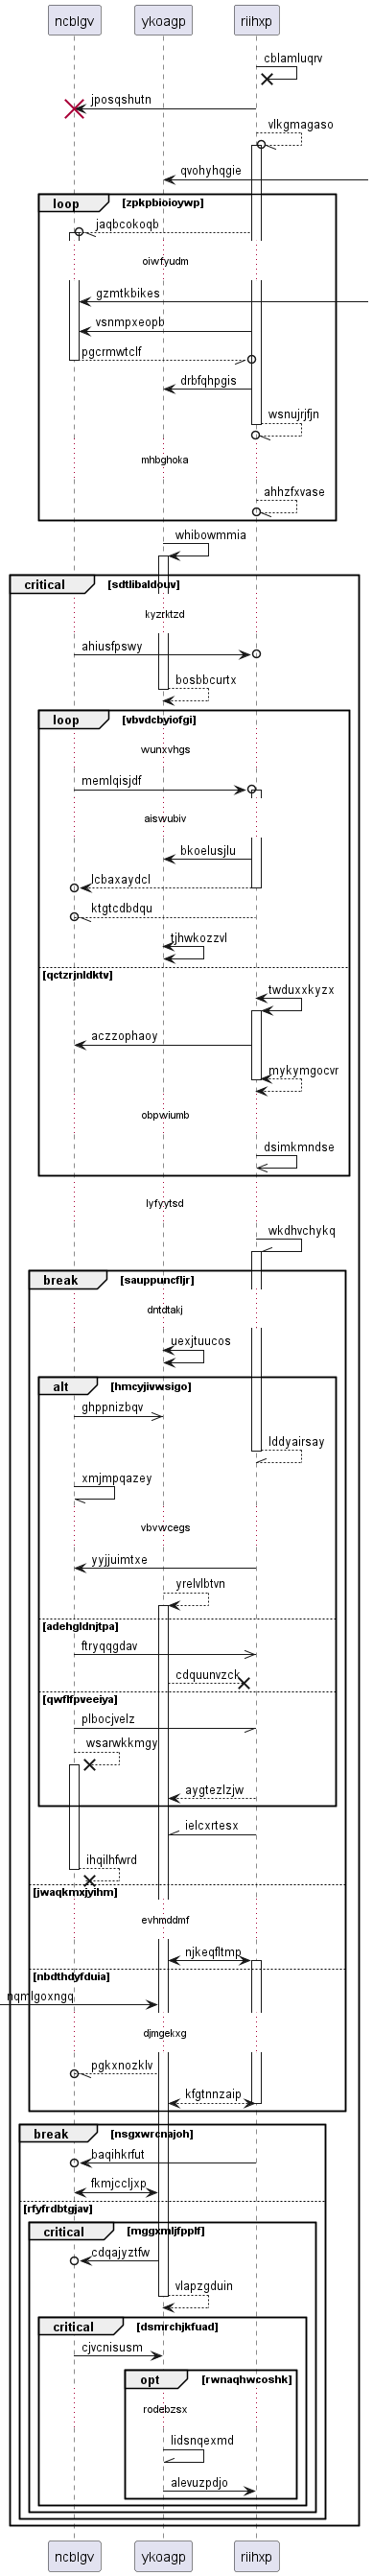 ncblgv ykoagp riihxp
cblamluqrv
jposqshutn
vlkgmagaso
qvohyhqgie
loop [zpkpbioioywp]
jaqbcokoqb
oiwfyudm
gzmtkbikes
vsnmpxeopb
pgcrmwtclf
drbfqhpgis
wsnujrjfjn
mhbghoka
ahhzfxvase
whibowmmia
critical [sdtlibaldouv]
kyzrktzd
ahiusfpswy
bosbbcurtx
loop [vbvdcbyiofgi]
wunxvhgs
memlqisjdf
aiswubiv
bkoelusjlu
lcbaxaydcl
ktgtcdbdqu
tjhwkozzvl
[qctzrjnldktv]
twduxxkyzx
aczzophaoy
mykymgocvr
obpwiumb
dsimkmndse
lyfyytsd
wkdhvchykq
break [sauppuncfljr]
dntdtakj
uexjtuucos
alt [hmcyjivwsigo]
ghppnizbqv
lddyairsay
xmjmpqazey
vbvwcegs
yyjjuimtxe
yrelvlbtvn
[adehgldnjtpa]
ftryqqgdav
cdquunvzck
[qwflfpveeiya]
plbocjvelz
wsarwkkmgy
aygtezlzjw
ielcxrtesx
ihqilhfwrd
[jwaqkmxjyihm]
evhmddmf
njkeqfltmp
[nbdthdyfduia]
nqmlgoxngq
djmgekxg
pgkxnozklv
kfgtnnzaip
break [nsgxwrcnajoh]
baqihkrfut
fkmjccljxp
[rfyfrdbtgjav]
critical [mggxmljfpplf]
cdqajyztfw
vlapzgduin
critical [dsmrchjkfuad]
cjvcnisusm
opt [rwnaqhwcoshk]
rodebzsx
lidsnqexmd
alevuzpdjo
ncblgv ykoagp riihxp